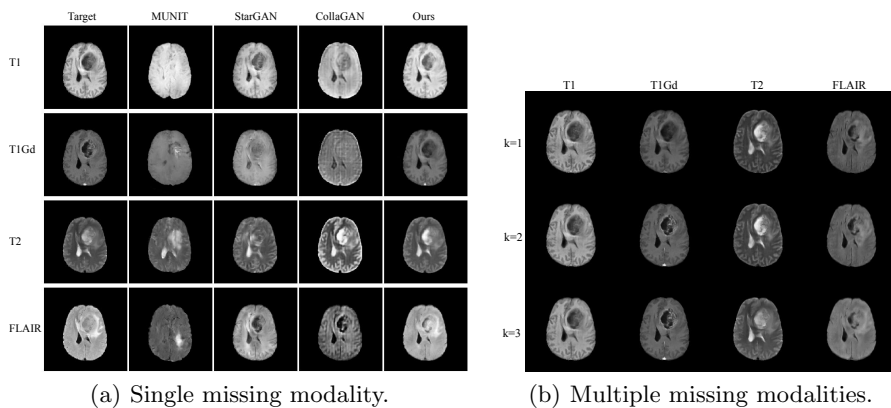 Target MUNIT StarGAN CollaGAN Ours
T1
T1Gd
T2
FLAIR
(a) Single missing modality.
T1 T1Gd T2 FLAIR
k=1
k=2
k=3
(b) Multiple missing modalities.